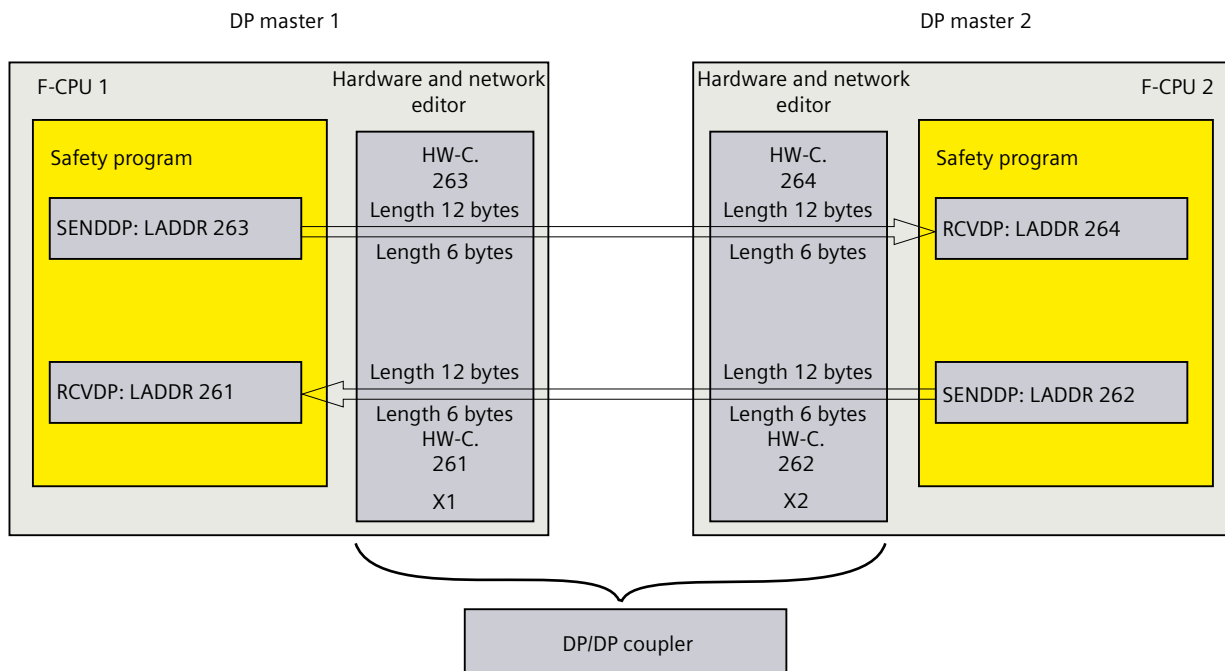 DP master 1
DP master 2
F-CPU 1
Hardware and network
editor
Hardware and network
editor
F-CPU 2
Safety program
HW-C.
263
HW-C.
264
Safety program
SENDDP: LADDR 263
Length 12 bytes
Length 6 bytes
Length 12 bytes
Length 6 bytes
RCVDP: LADDR 264
RCVDP: LADDR 261
Length 12 bytes
Length 6 bytes
HW-C.
261
X1
Length 12 bytes
Length 6 bytes
HW-C.
262
X2
SENDDP: LADDR 262
DP/DP coupler